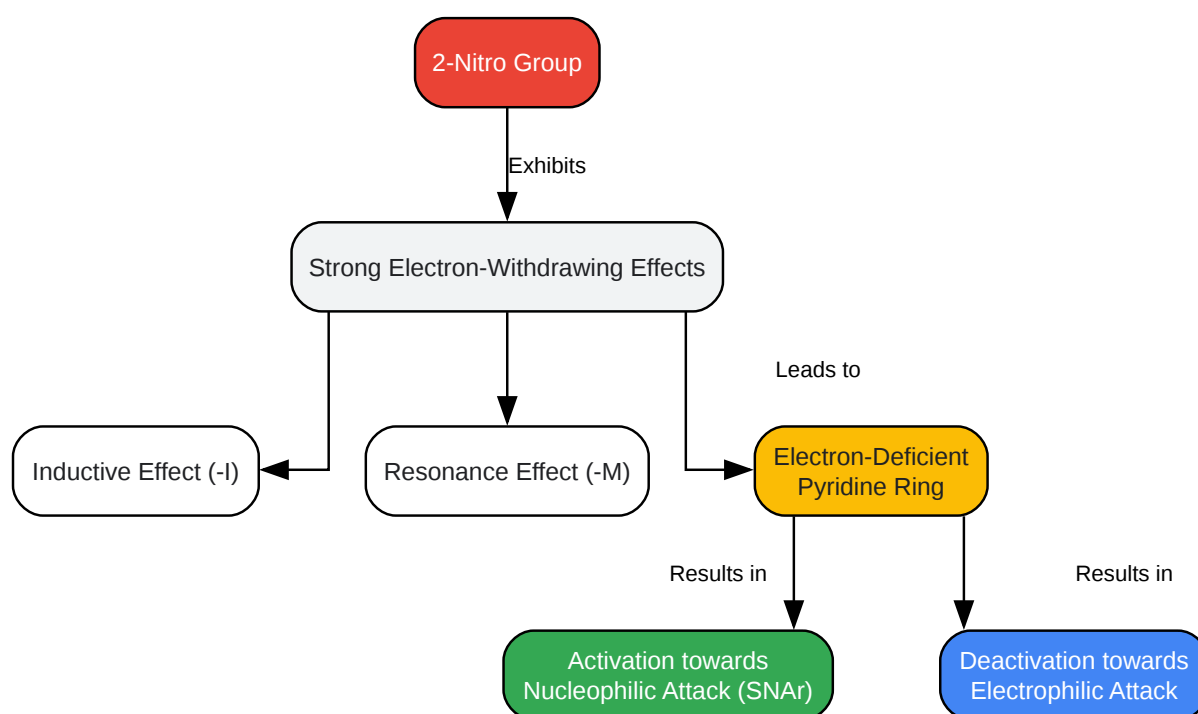 2-Nitro Group
Exhibits
Strong Electron-Withdrawing Effects
Leads to
Inductive Effect (-I)
Resonance Effect (-M)
Electron-Deficient
Pyridine Ring
Results in
Results in
Activation towards
Nucleophilic Attack (SNAr)
Deactivation towards
Electrophilic Attack